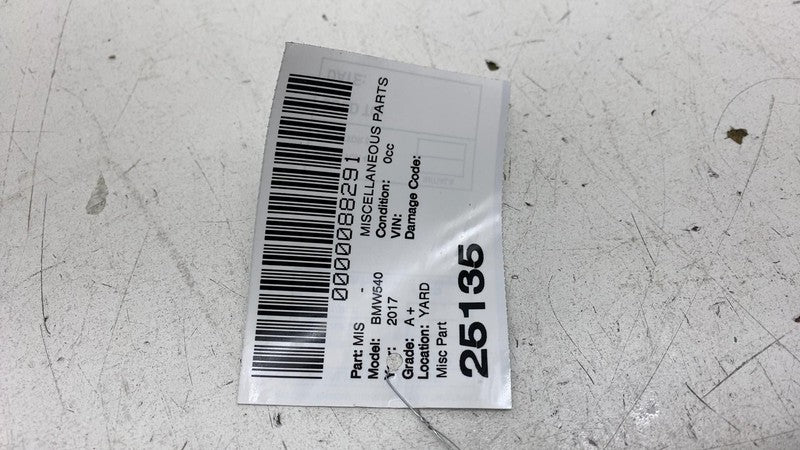 0000088291
Part: MIS - MISCELLANEOUS PARTS
Model: BMW540 Condition: 0cc
2017 VIN:
Grade: A+ Damage Code:
Location: YARD
Misc Part
25135